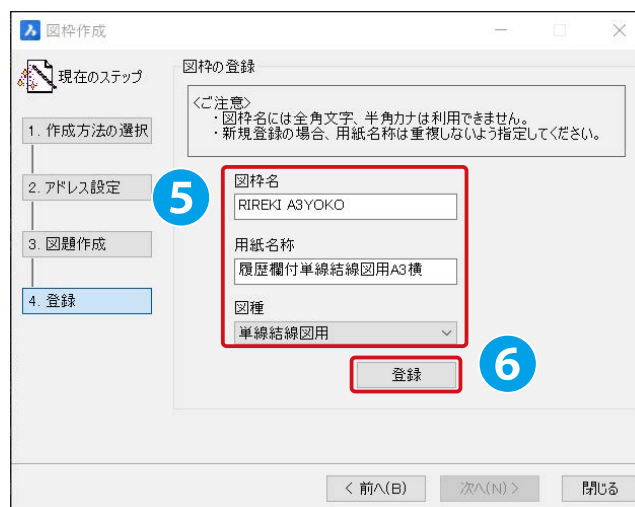 図枠作成
現在のステップ
1. 作成方法の選択
2. アドレス設定
3. 図題作成
4. 登録
図枠の登録
<ご注意>
・図枠名には全角文字、半角カナは利用できません。
・新規登録の場合、用紙名称は重複しないよう指定してください。
5
図枠名
RIREKI A3YOKO
用紙名称
履歴欄付単線結線図用A3横
図種
単線結線図用
登録
6
< 前へ(B)
次へ(N) >
閉じる